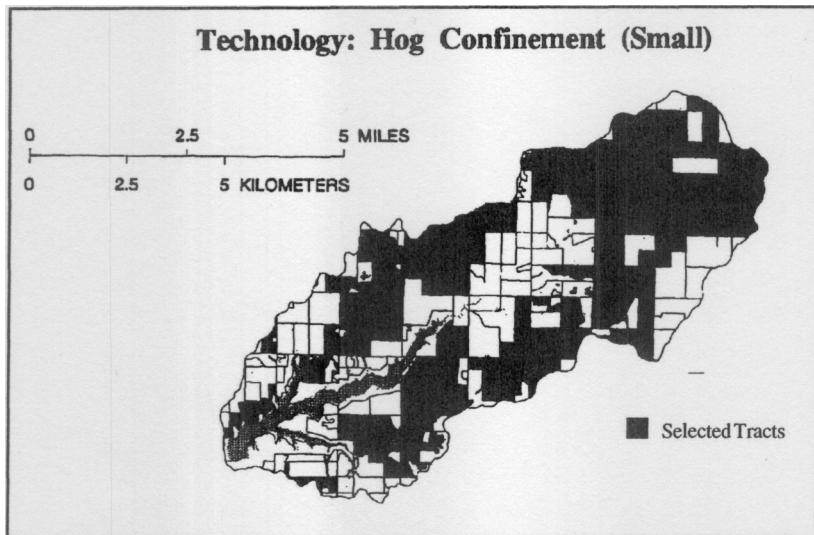 Technology: Hog Confinement (Small)
0 2.5 5 MILES
0 2.5 5 KILOMETERS
Selected Tracts